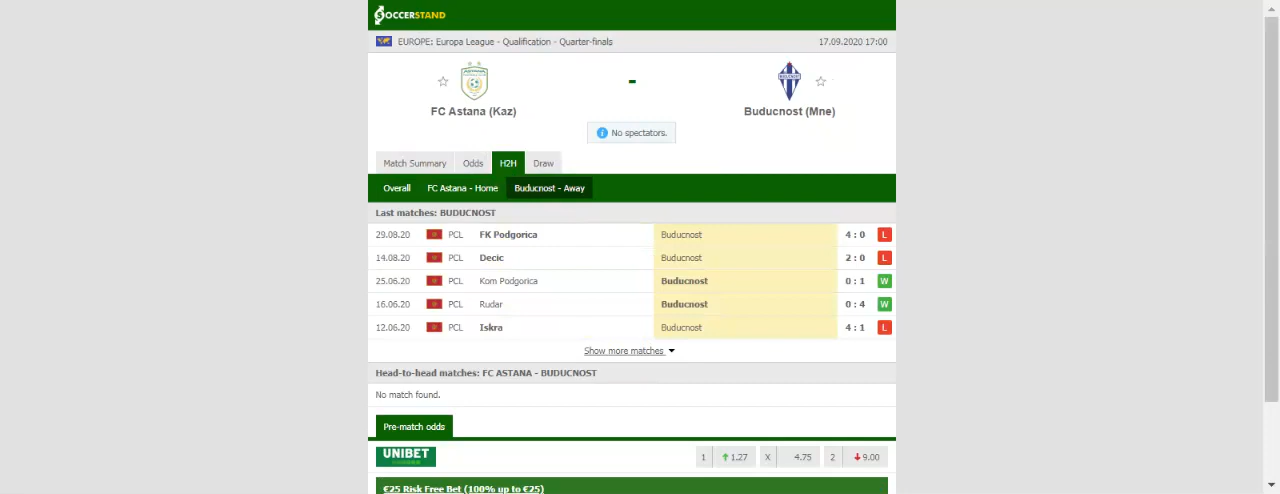 SOCCERSTAND
EUROPE: Europa League - Qualification - Quarter-finals 17.09.2020 17:00
-
FC Astana (Kaz) Buducnost (Mne)
No spectators.
Match Summary Odds H2H Draw
Overall FC Astana - Home Buducnost - Away
Last matches: BUDUCNOST
29.08.20 PCL FK Podgorica Buducnost 4 : 0 L
14.08.20 PCL Decic Buducnost 2 : 0 L
25.06.20 PCL Kom Podgorica Buducnost 0 : 1 W
16.06.20 PCL Rudar Buducnost 0 : 4 W
12.06.20 PCL Iskra Buducnost 4 : 1 L
Show more matches
Head-to-head matches: FC ASTANA - BUDUCNOST
No match found.
Pre-match odds
UNIBET 1 1.27 X 4.75 2 9.00
€25 Risk Free Bet (100% up to €25)